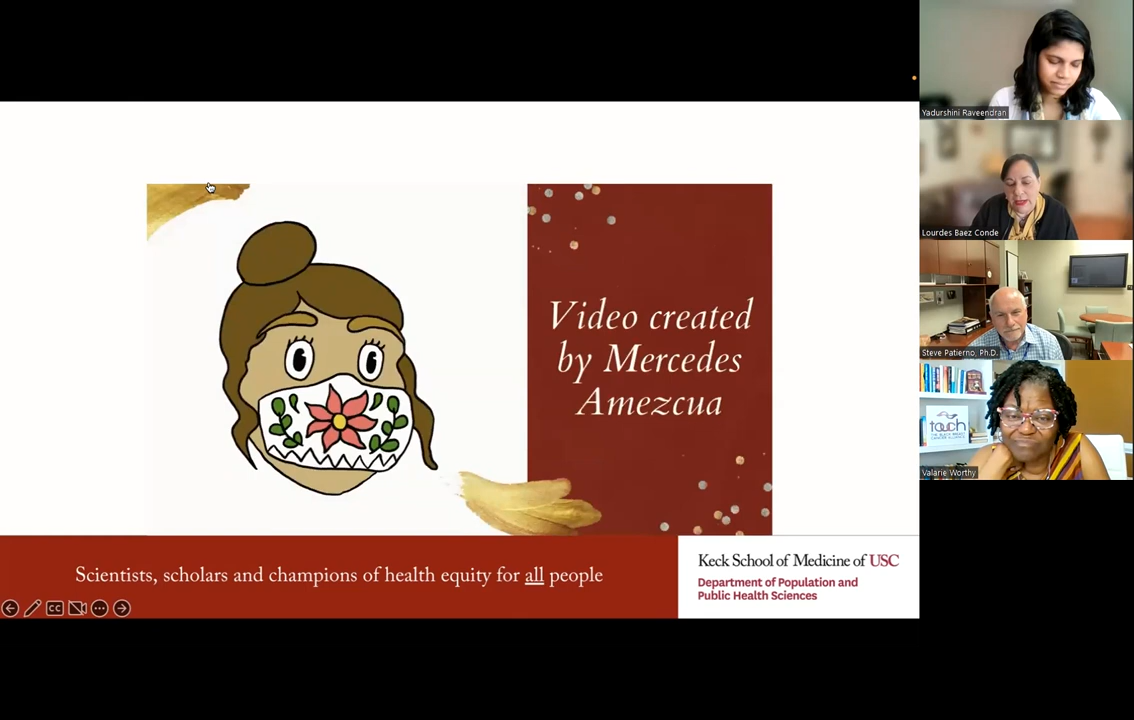 Video created
by Mercedes
Amezcua
Scientists, scholars and champions of health equity for all people
Keck School of Medicine of USC
Department of Population and
Public Health Sciences
CC
Yadurshini Raveendran
Lourdes Baez Conde
Steve Patierno, Ph.D.
touch
Valarie Worthy